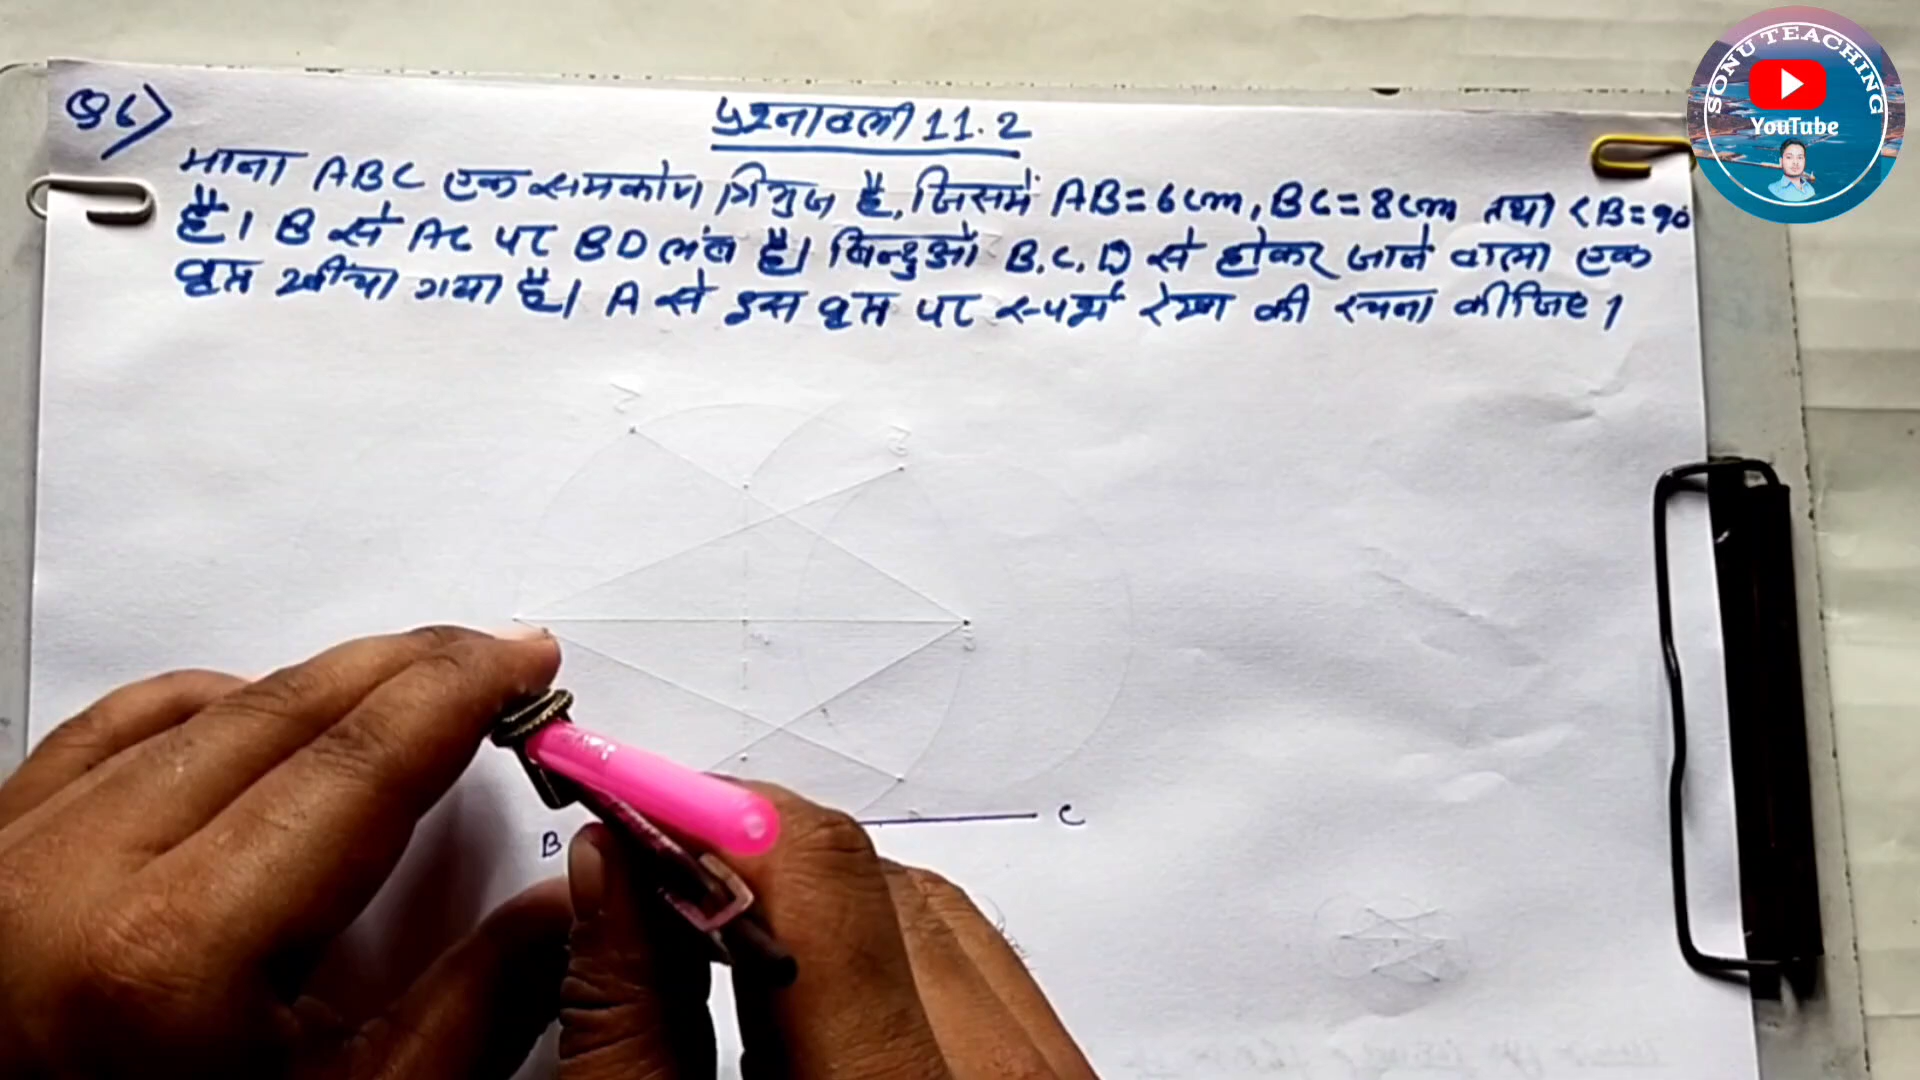 प्रश्नावली 11.2
Q 6)
माना ABC एक समकोण त्रिभुज है, जिसमें AB = 6cm, BC = 8cm तथा <B = 90
है। B से AC पर BD लंब है। बिन्दुओं B, C, D से होकर जाने वाला एक
वृत्त खींचा गया है। A से इस वृत्त पर स्पर्श रेखा की रचना कीजिए।
B
C
SONU TEACHING
YouTube